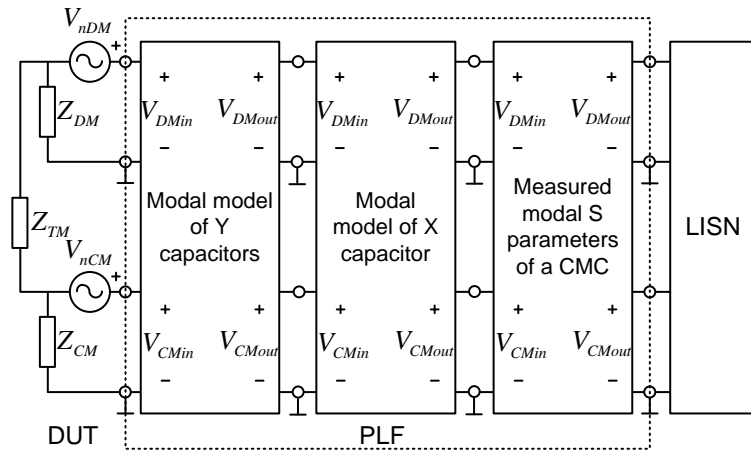 V_nDM
+
Z_DM
Z_TM
V_nCM
+
Z_CM
DUT
+
V_DMin
−
+
V_DMout
−
Modal model
of Y
capacitors
+
V_CMin
−
+
V_CMout
−
+
V_DMin
−
+
V_DMout
−
Modal
model of X
capacitor
+
V_CMin
−
+
V_CMout
−
+
V_DMin
−
+
V_DMout
−
Measured
modal S
parameters
of a CMC
+
V_CMin
−
+
V_CMout
−
PLF
LISN